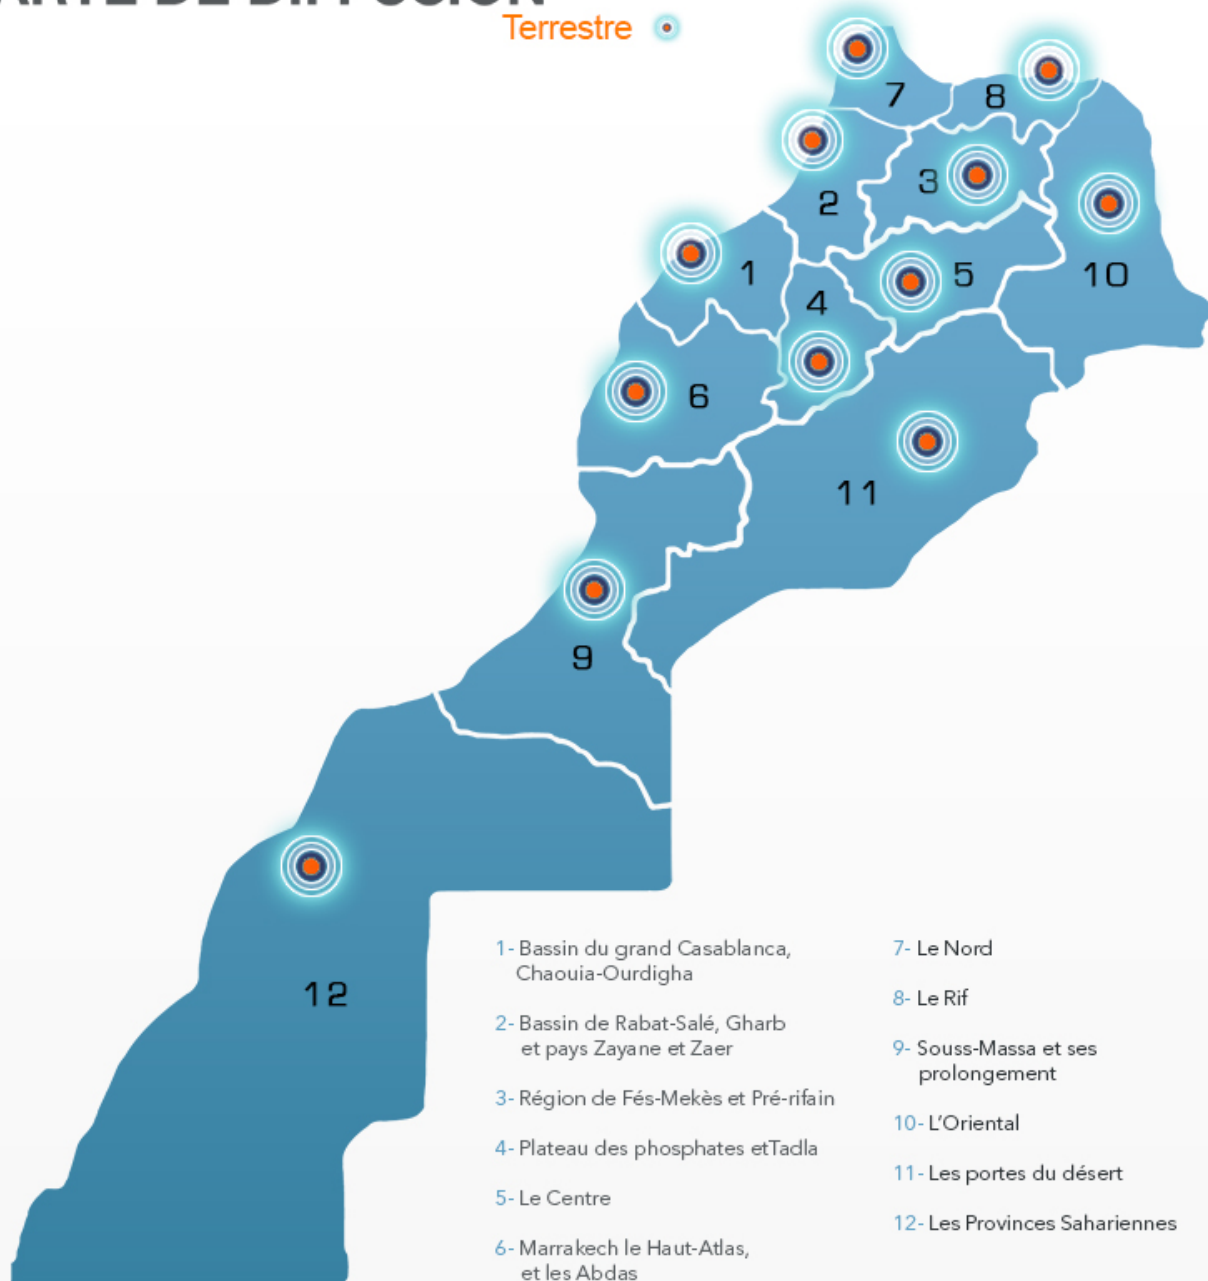 ARTE DE DIFFUSION
Terrestre
7
8
3
2
10
1
5
4
6
11
9
12
1- Bassin du grand Casablanca,
Chaouia-Ourdigha
2- Bassin de Rabat-Salé, Gharb
et pays Zayane et Zaer
3- Région de Fés-Mekès et Pré-rifain
4- Plateau des phosphates etTadla
5- Le Centre
6- Marrakech le Haut-Atlas,
et les Abdas
7- Le Nord
8- Le Rif
9- Souss-Massa et ses
prolongement
10- L'Oriental
11- Les portes du désert
12- Les Provinces Sahariennes